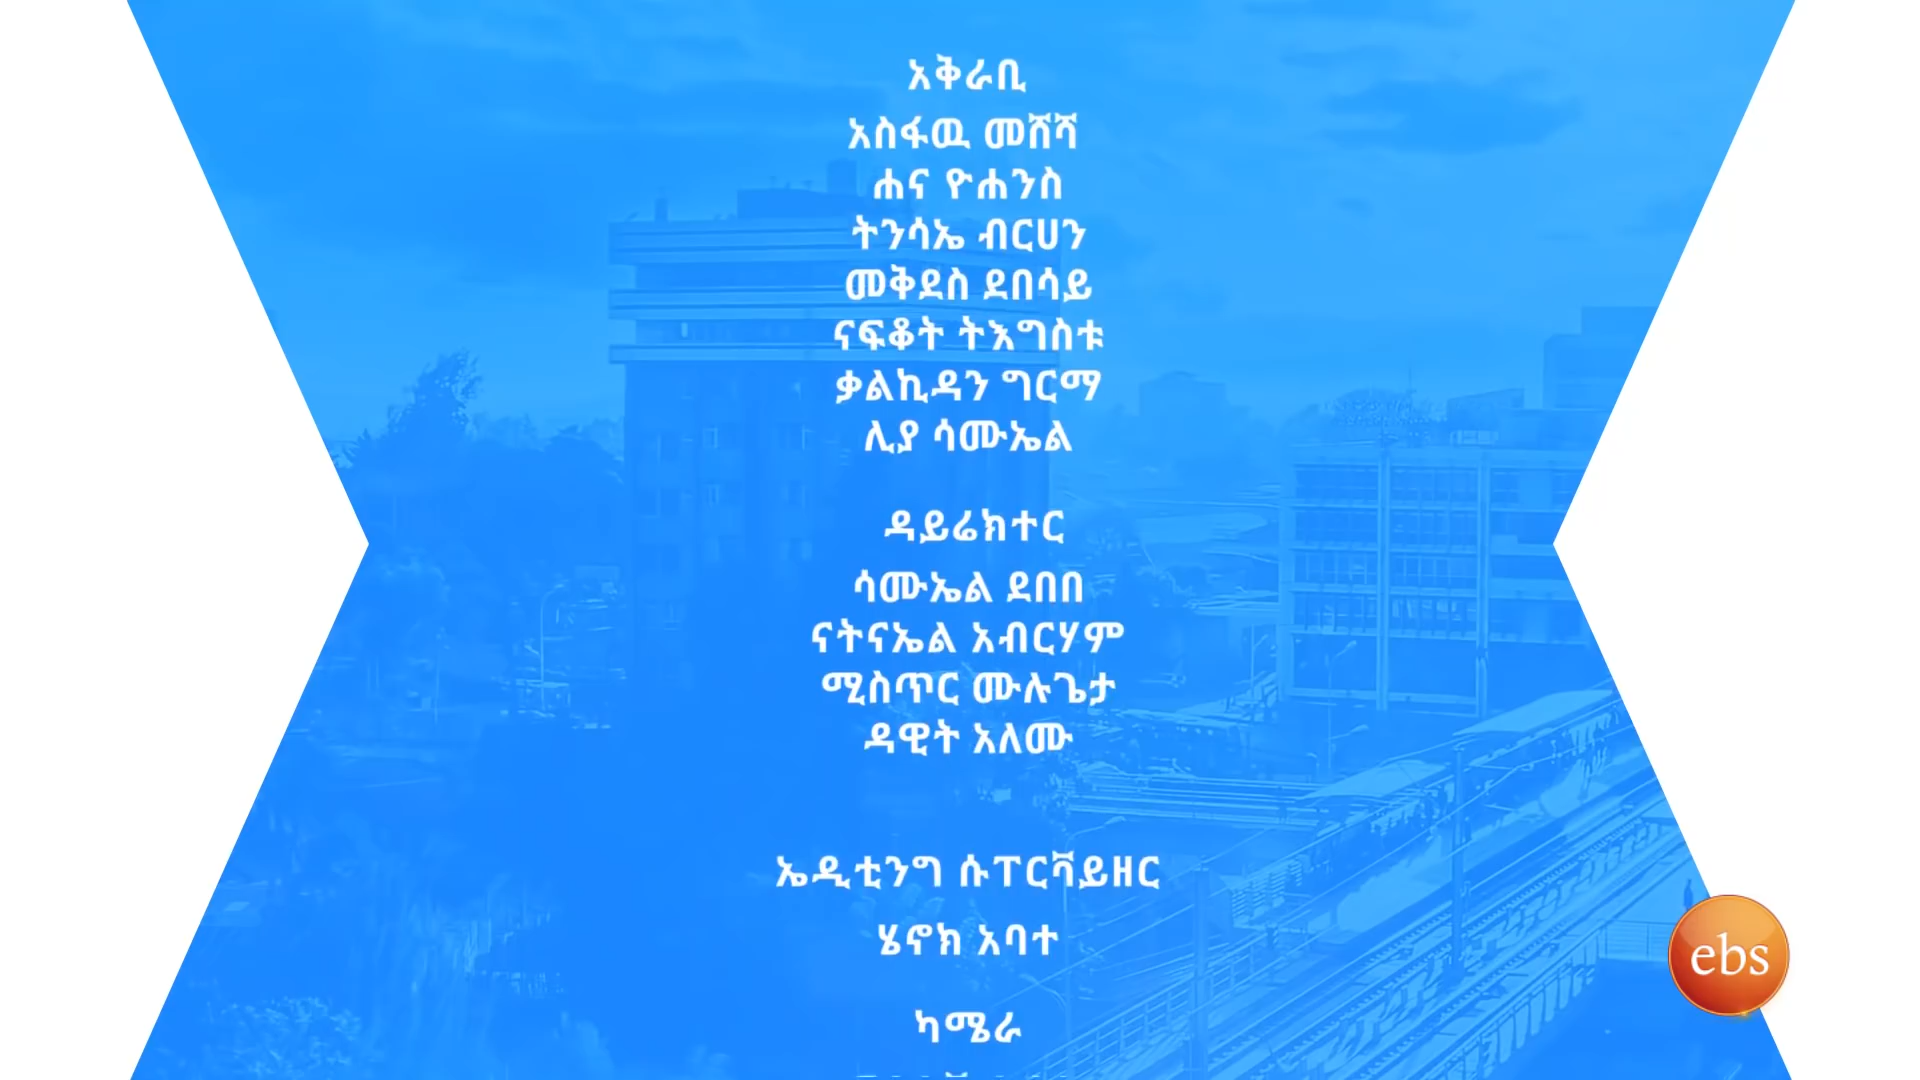 አቅራቢ
አስፋዉ መሸሻ
ሐና ዮሐንስ
ትንሳኤ ብርሀን
መቅደስ ደበሳይ
ናፍቆት ትእግስቱ
ቃልኪዳን ግርማ
ሊያ ሳሙኤል
ዳይሬክተር
ሳሙኤል ደበበ
ናትናኤል አብርሃም
ሚስጥር ሙሉጌታ
ዳዊት አለሙ
ኤዲቲንግ ሱፐርቫይዘር
ሄኖክ አባተ
ebs
ካሜራ